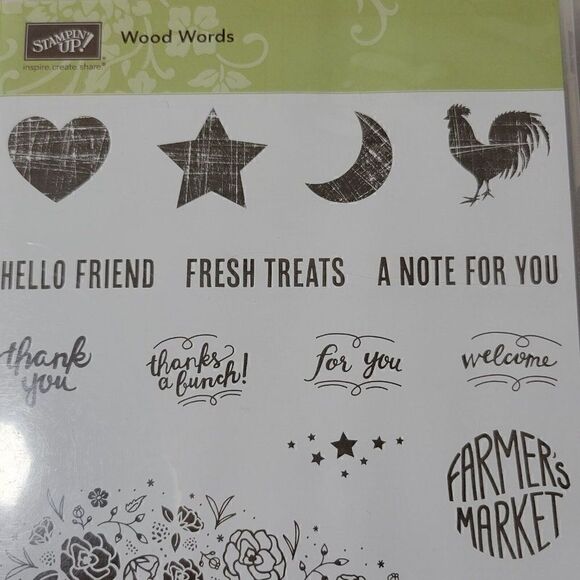 STAMPIN' UP!
inspire.create.share.
Wood Words
HELLO FRIEND
FRESH TREATS
A NOTE FOR YOU
thank you
thanks a bunch!
for you
welcome
FARMER'S MARKET